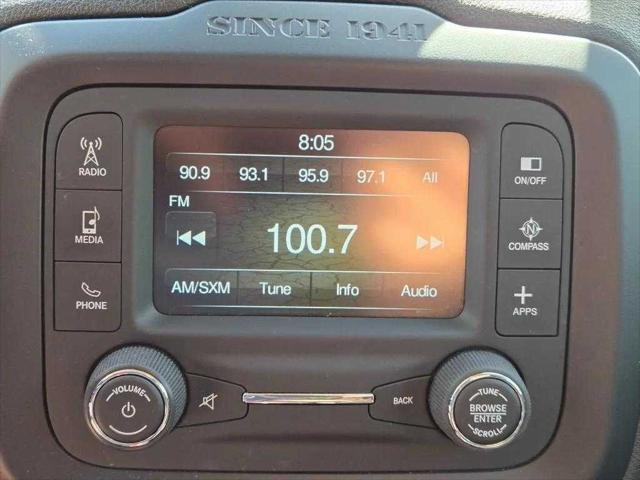 SINCE 1941
8:05
90.9 93.1 95.9 97.1 All
FM
100.7
AM/SXM Tune Info Audio
RADIO
MEDIA
PHONE
ON/OFF
N
COMPASS
APPS
VOLUME
BACK
TUNE
BROWSE
ENTER
SCROLL